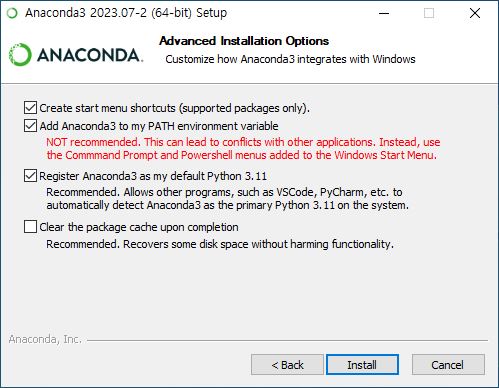 Anaconda3 2023.07-2 (64-bit) Setup
ANACONDA.
Advanced Installation Options
Customize how Anaconda3 integrates with Windows
Create start menu shortcuts (supported packages only).
Add Anaconda3 to my PATH environment variable
NOT recommended. This can lead to conflicts with other applications. Instead, use
the Commmand Prompt and Powershell menus added to the Windows Start Menu.
Register Anaconda3 as my default Python 3.11
Recommended. Allows other programs, such as VSCode, PyCharm, etc. to
automatically detect Anaconda3 as the primary Python 3.11 on the system.
Clear the package cache upon completion
Recommended. Recovers some disk space without harming functionality.
Anaconda, Inc.
< Back
Install
Cancel